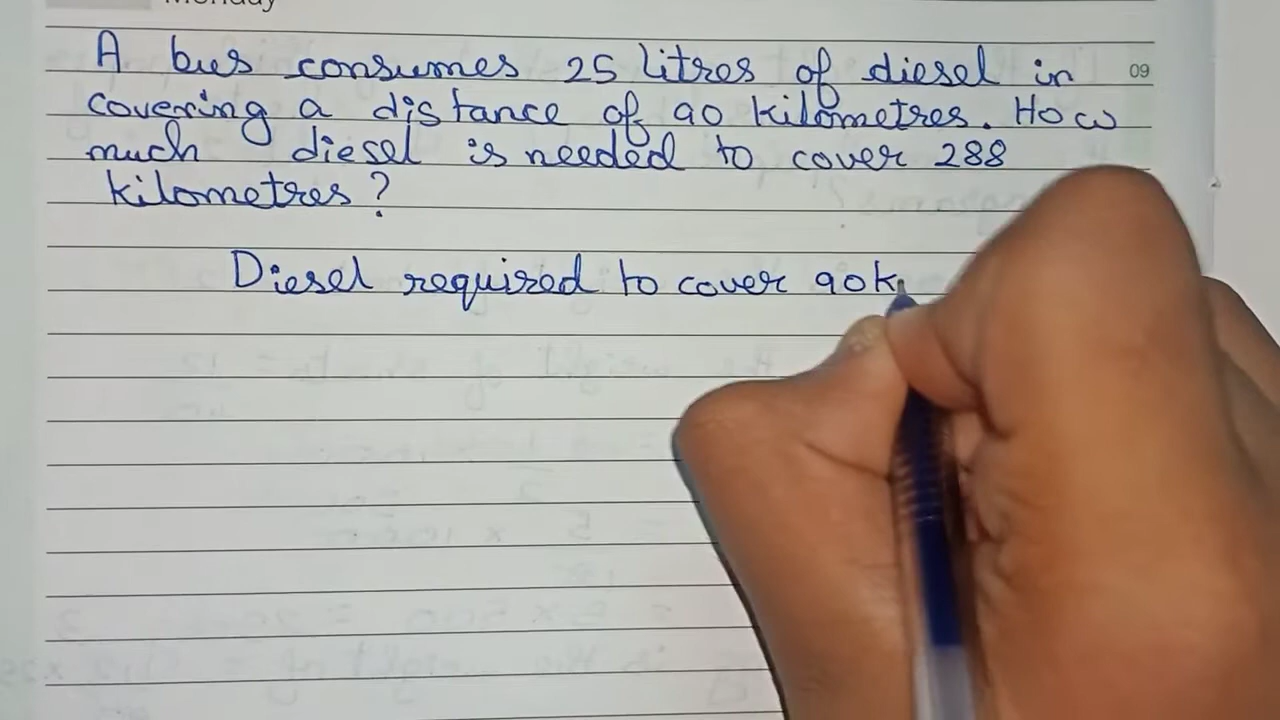 Monday
A bus consumes 25 litres of diesel in
09
covering a distance of 90 kilometres. How
much diesel is needed to cover 288
kilometres?
Diesel required to cover 90k